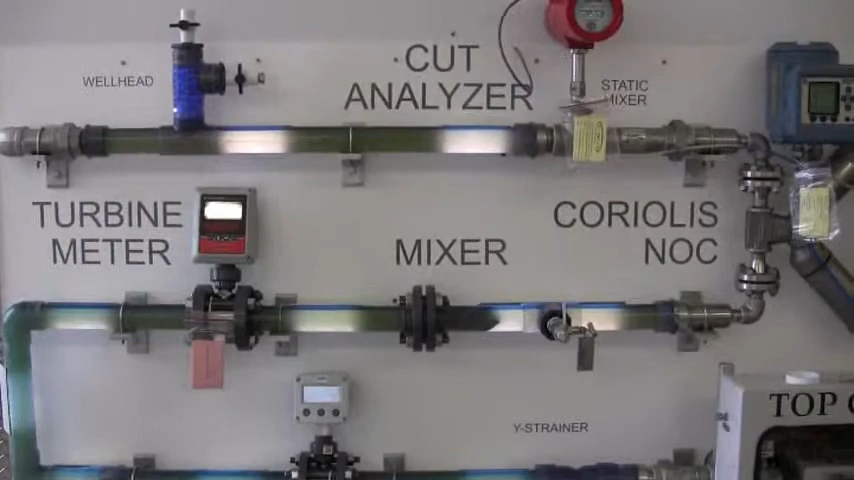 WELLHEAD
CUT
ANALYZER
STATIC
MIXER
TURBINE
METER
MIXER
CORIOLIS
NOC
Y-STRAINER
TOP